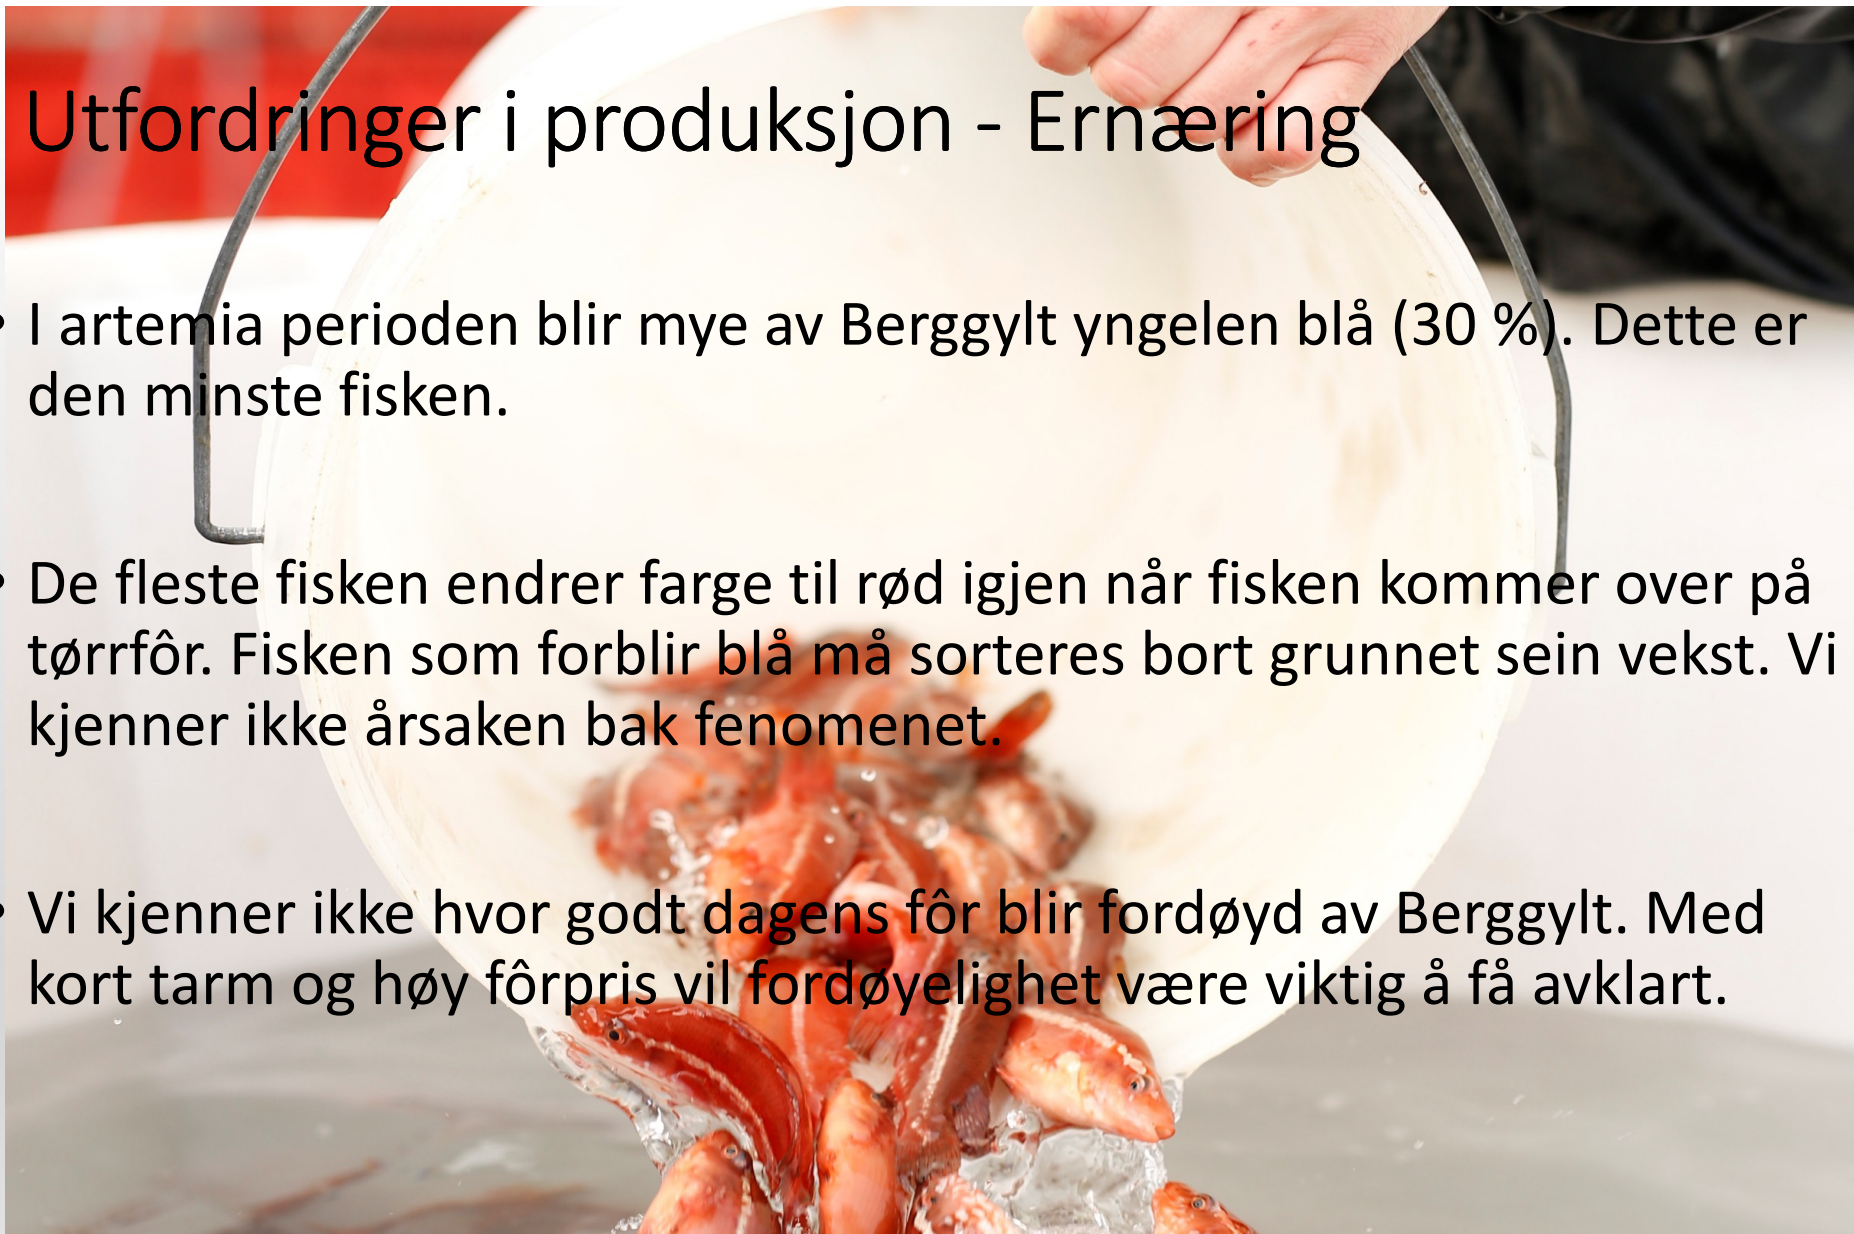 Utfordringer i produksjon - Ernæring
• I artemia perioden blir mye av Berggylt yngelen blå (30 %). Dette er
den minste fisken.
• De fleste fisken endrer farge til rød igjen når fisken kommer over på
tørrfôr. Fisken som forblir blå må sorteres bort grunnet sein vekst. Vi
kjenner ikke årsaken bak fenomenet.
• Vi kjenner ikke hvor godt dagens fôr blir fordøyd av Berggylt. Med
kort tarm og høy fôrpris vil fordøyelighet være viktig å få avklart.